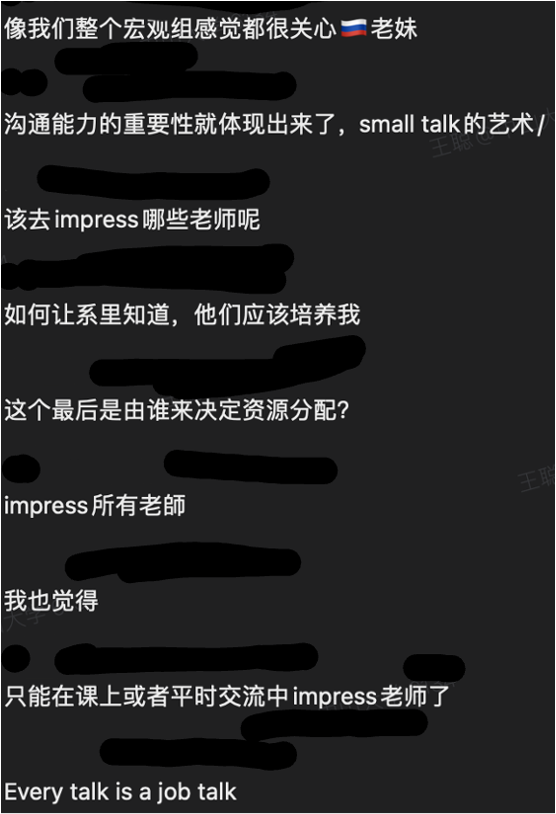 像我们整个宏观组感觉都很关心🇷🇺老妹
沟通能力的重要性就体现出来了，small talk的艺术/
该去impress哪些老师呢
如何让系里知道，他们应该培养我
这个最后是由谁来决定资源分配？
impress所有老師
我也觉得
只能在课上或者平时交流中impress老师了
Every talk is a job talk